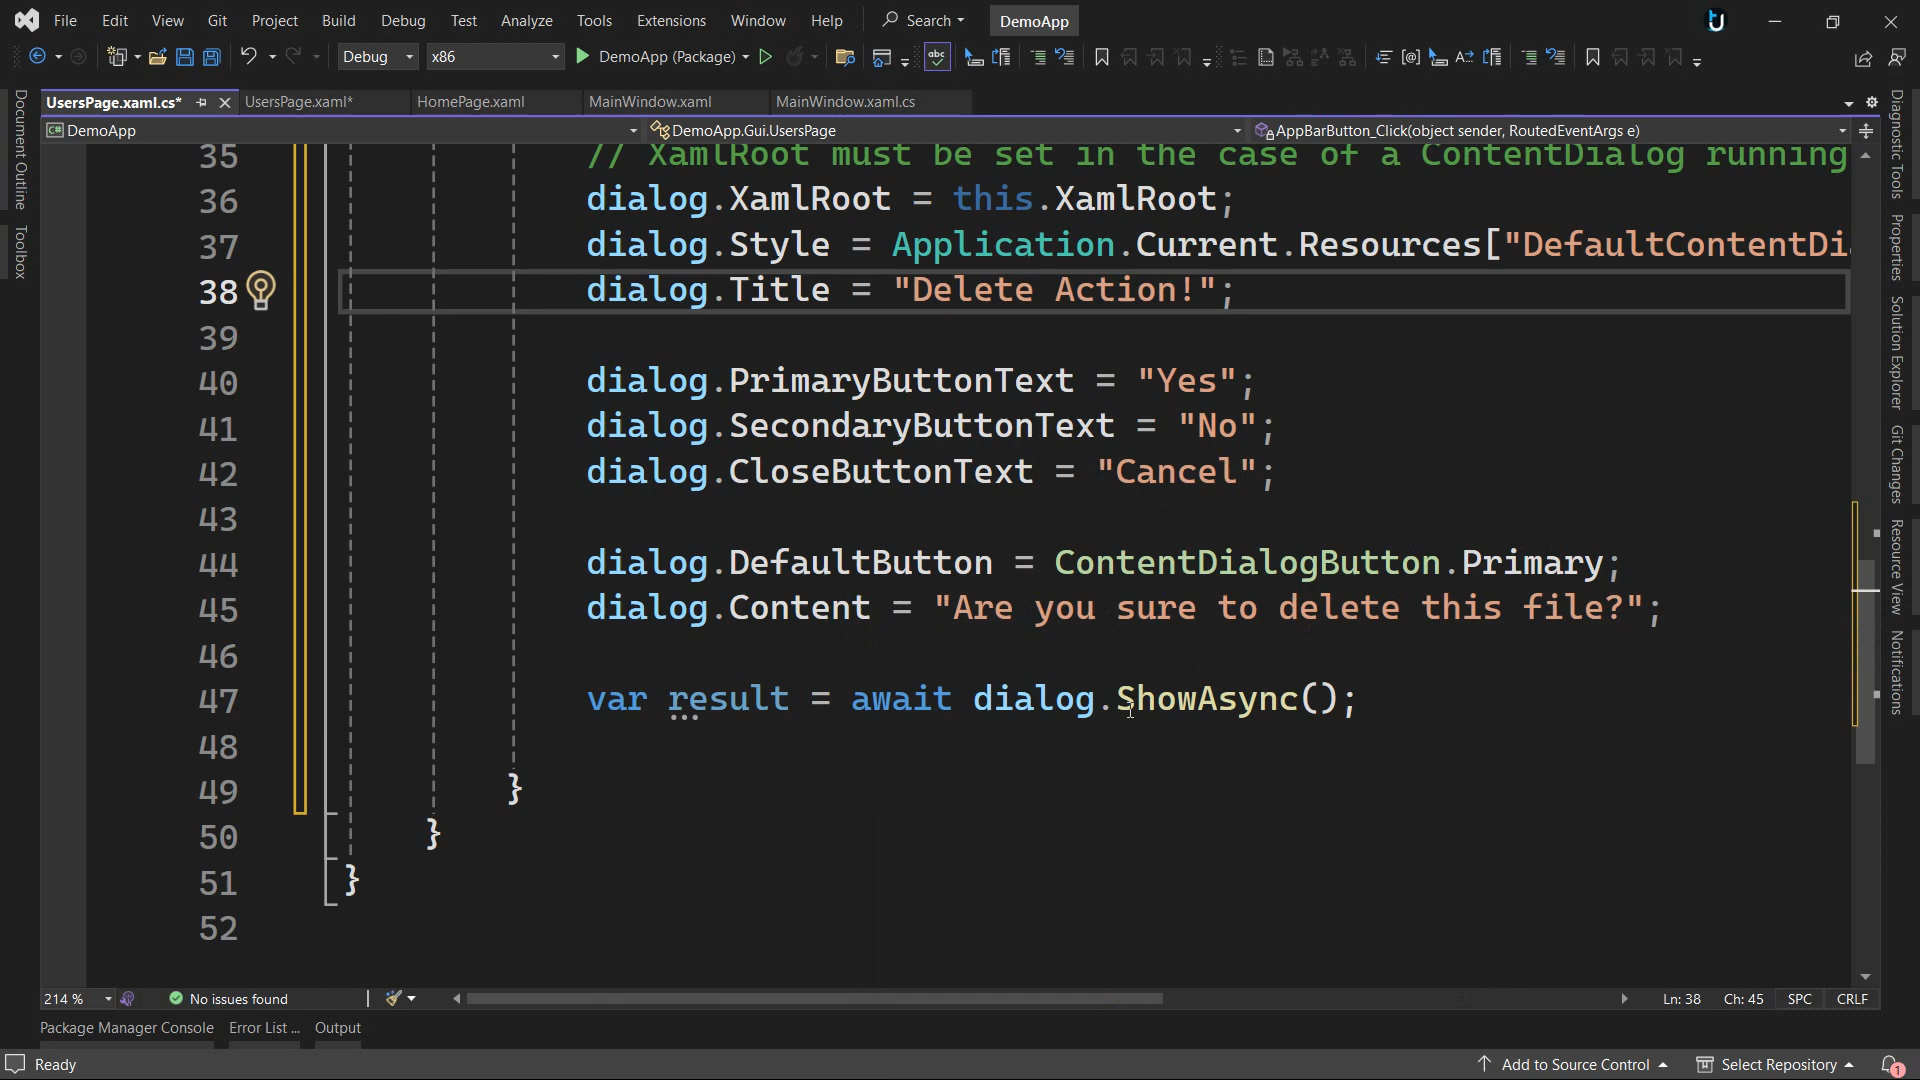 File Edit View Git Project Build Debug Test Analyze Tools Extensions Window Help Search DemoApp
Debug x86 DemoApp (Package)
UsersPage.xaml.cs* UsersPage.xaml* HomePage.xaml MainWindow.xaml MainWindow.xaml.cs
C# DemoApp DemoApp.Gui.UsersPage AppBarButton_Click(object sender, RoutedEventArgs e)
Document Outline
Toolbox
35 // XamlRoot must be set in the case of a ContentDialog running
36 dialog.XamlRoot = this.XamlRoot;
37 dialog.Style = Application.Current.Resources["DefaultContentDi
38 dialog.Title = "Delete Action!";
39
40 dialog.PrimaryButtonText = "Yes";
41 dialog.SecondaryButtonText = "No";
42 dialog.CloseButtonText = "Cancel";
43
44 dialog.DefaultButton = ContentDialogButton.Primary;
45 dialog.Content = "Are you sure to delete this file?";
46
47 var result = await dialog.ShowAsync();
48
49 }
50 }
51 }
52
Diagnostic Tools
Properties
Solution Explorer
Git Changes
Resource View
Notifications
214 % No issues found Ln: 38 Ch: 45 SPC CRLF
Package Manager Console Error List ... Output
Ready Add to Source Control Select Repository 1